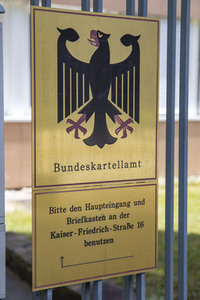 Bundeskartellamt
Bitte den Haupteingang und
Briefkasten an der
Kaiser-Friedrich-Straße 16
benutzen